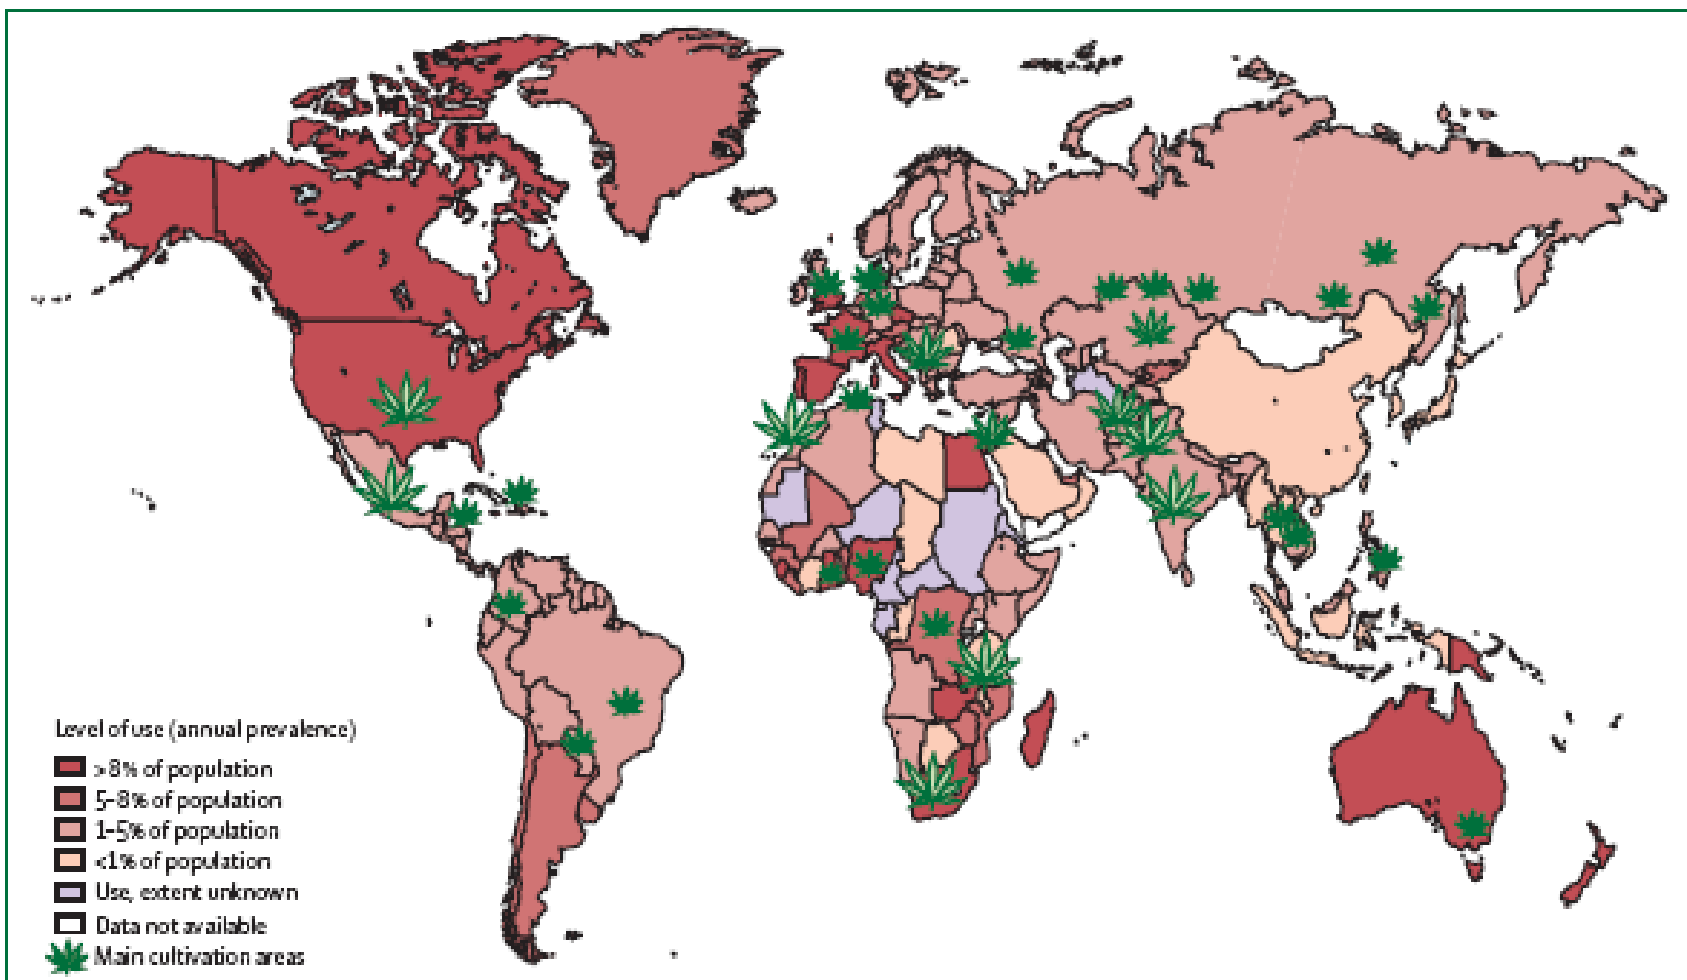 Level of use (annual prevalence)
>8% of population
5–8% of population
1–5% of population
<1% of population
Use, extent unknown
Data not available
Main cultivation areas